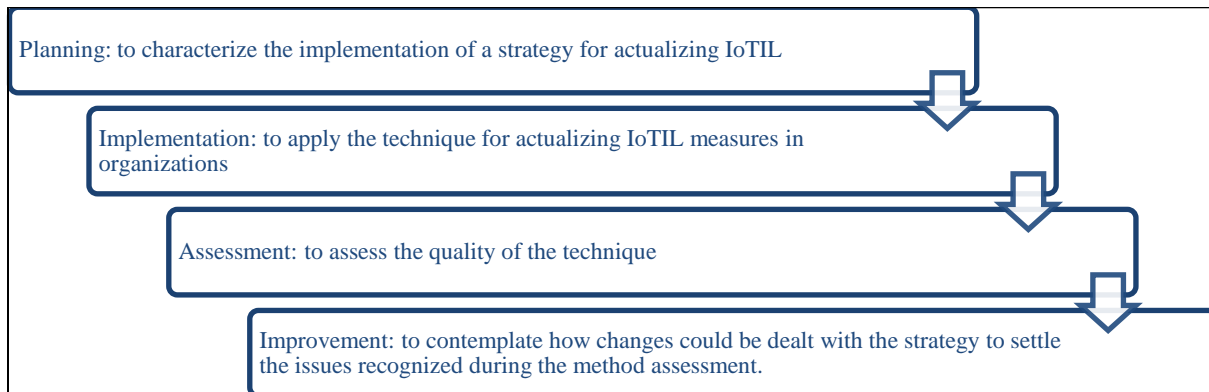 Planning: to characterize the implementation of a strategy for actualizing IoTIL
Implementation: to apply the technique for actualizing IoTIL measures in
organizations
Assessment: to assess the quality of the technique
Improvement: to contemplate how changes could be dealt with the strategy to settle
the issues recognized during the method assessment.